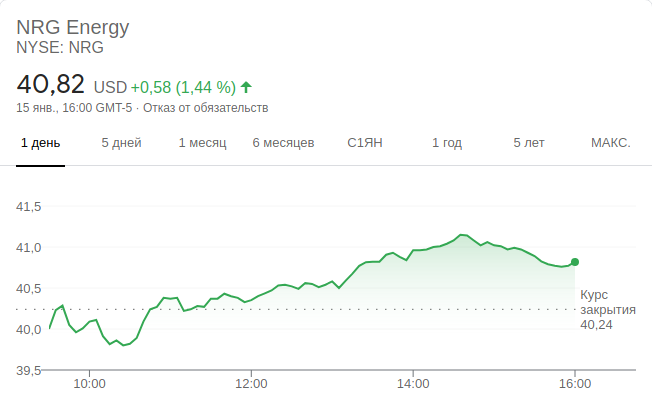 NRG Energy
NYSE: NRG
40,82 USD +0,58 (1,44 %)
15 янв., 16:00 GMT-5 · Отказ от обязательств
1 день 5 дней 1 месяц 6 месяцев С1ЯН 1 год 5 лет МАКС.
41,5
41,0
40,5
40,0
39,5
Курс
закрытия
40,24
10:00 12:00 14:00 16:00